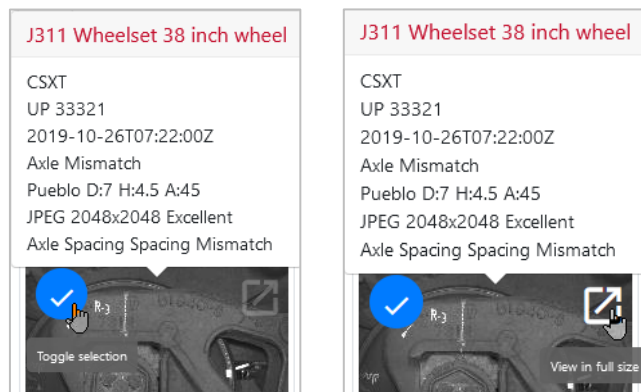 J311 Wheelset 38 inch wheel
CSXT
UP 33321
2019-10-26T07:22:00Z
Axle Mismatch
Pueblo D:7 H:4.5 A:45
JPEG 2048x2048 Excellent
Axle Spacing Spacing Mismatch
R-3
Toggle selection
J311 Wheelset 38 inch wheel
CSXT
UP 33321
2019-10-26T07:22:00Z
Axle Mismatch
Pueblo D:7 H:4.5 A:45
JPEG 2048x2048 Excellent
Axle Spacing Spacing Mismatch
R-3
View in full size